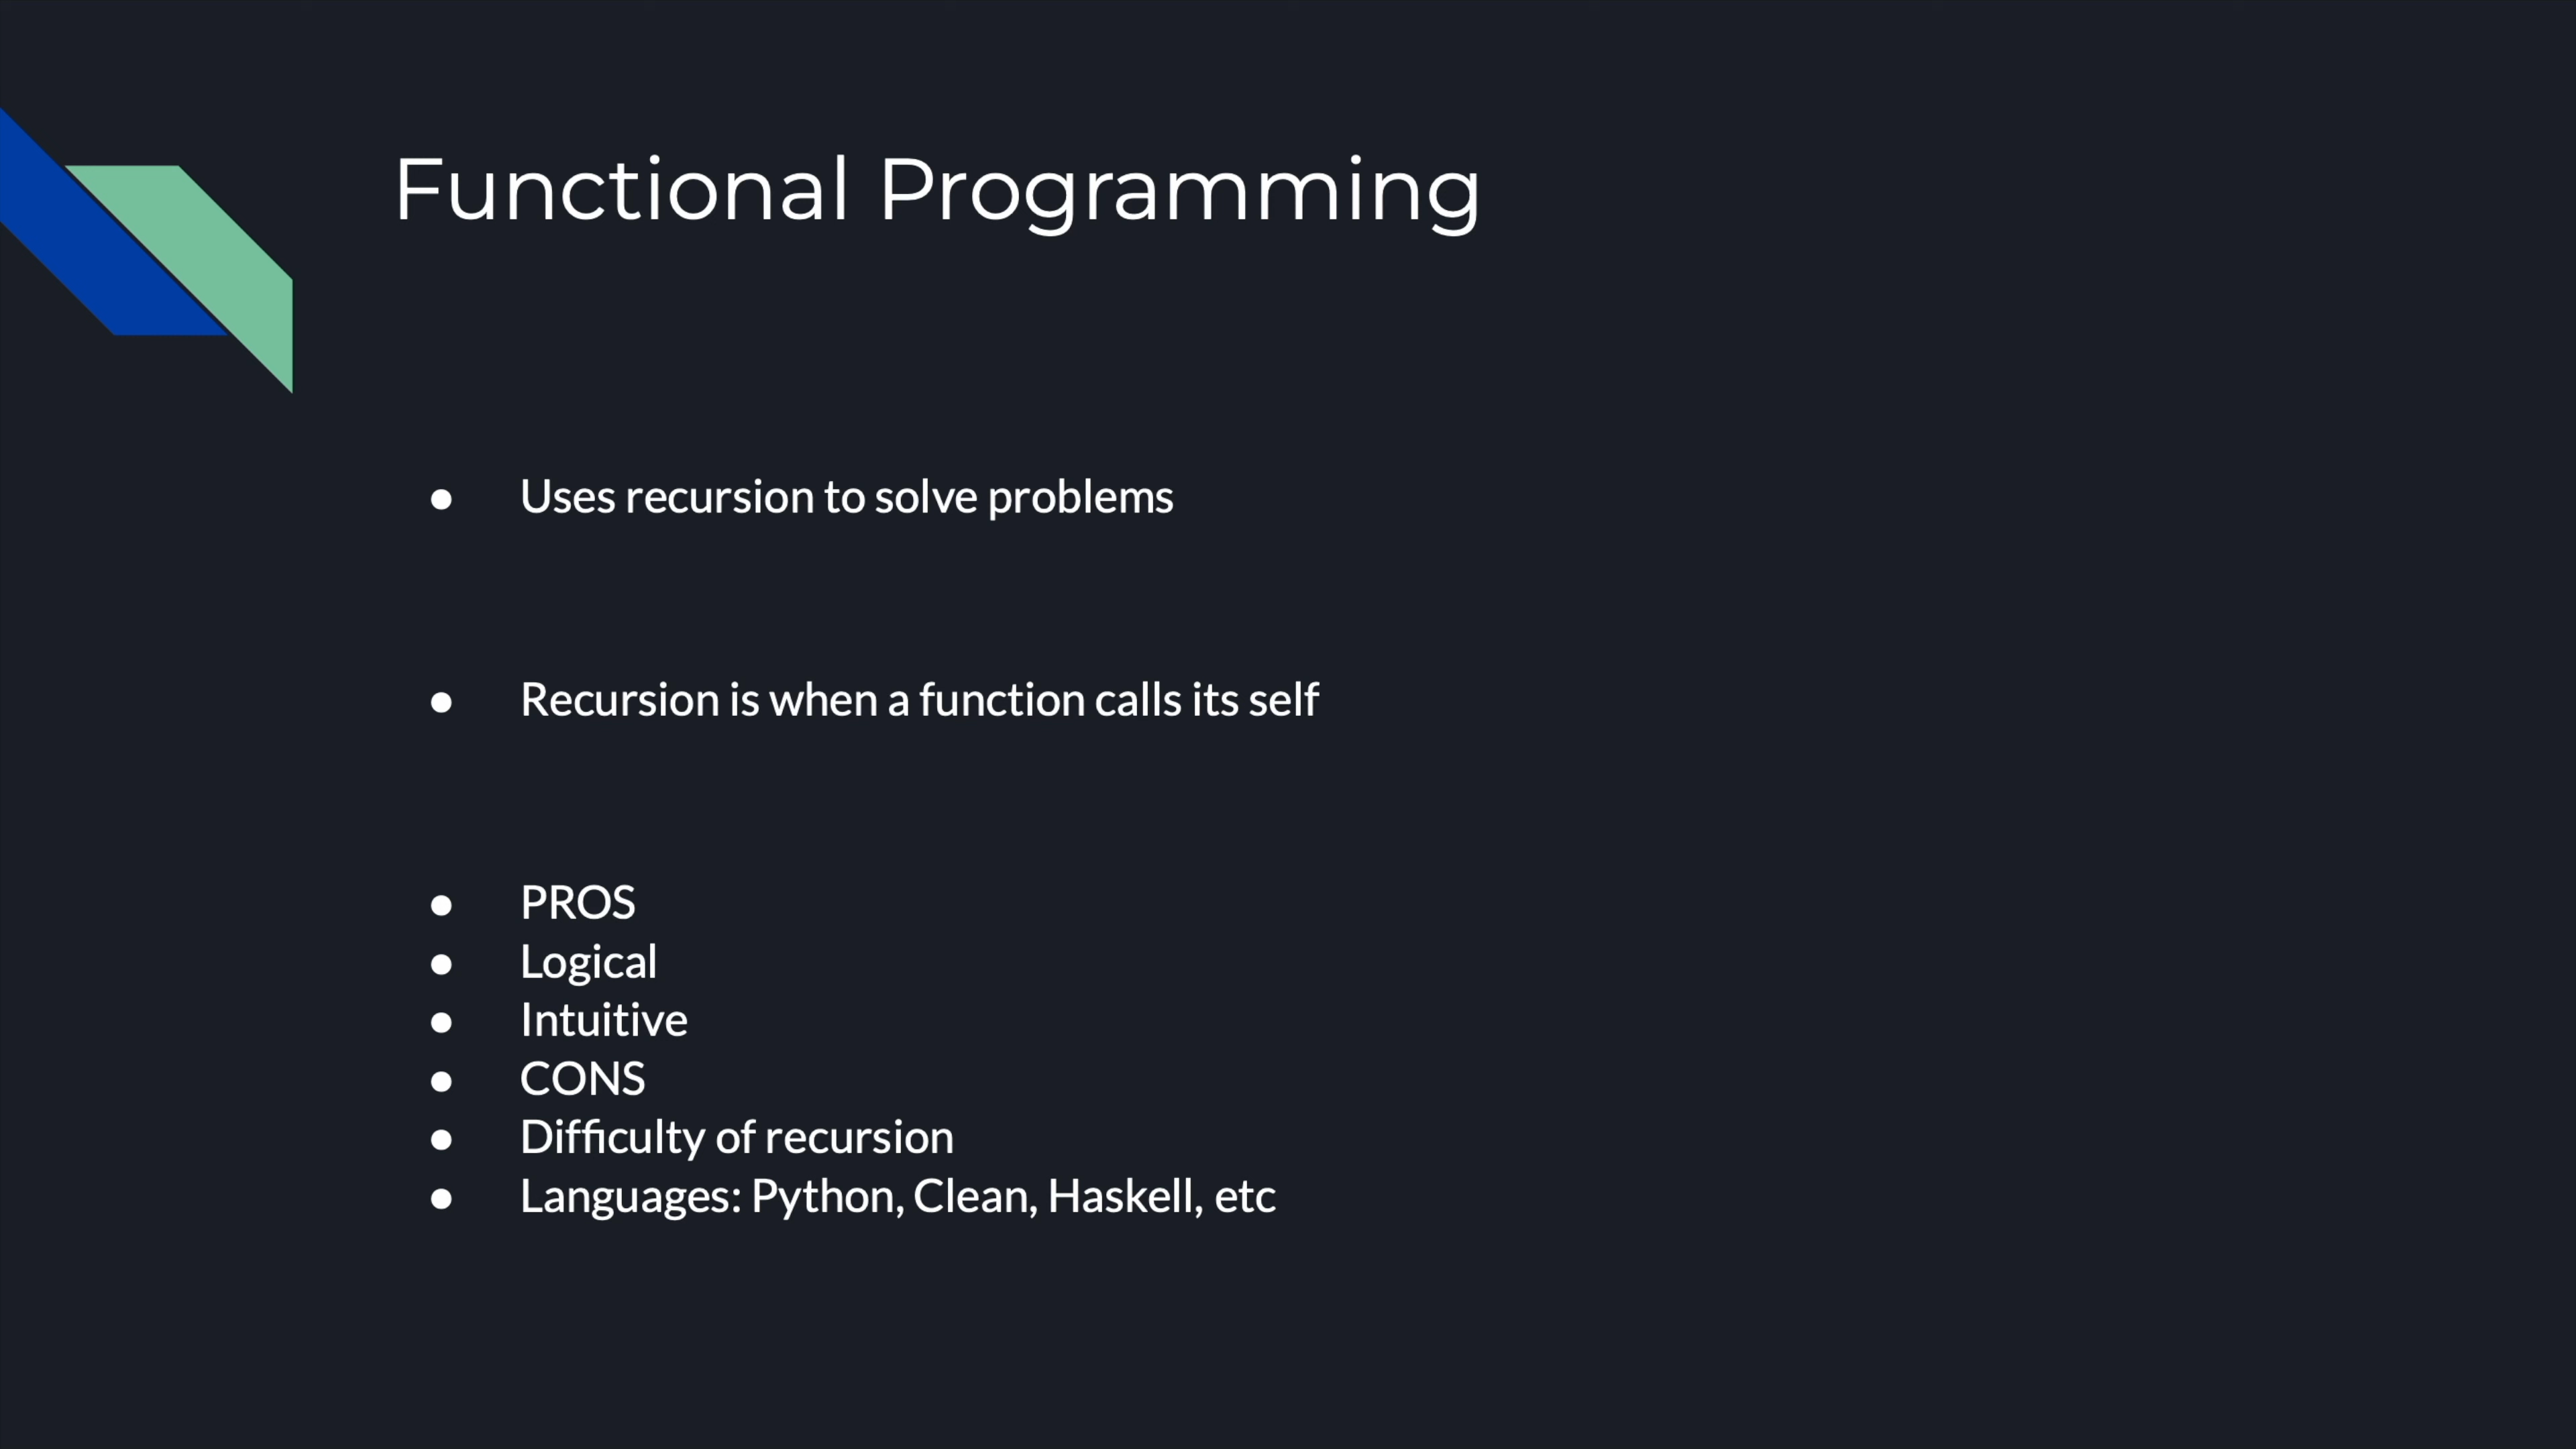 Functional Programming
● Uses recursion to solve problems
● Recursion is when a function calls its self
● PROS
● Logical
● Intuitive
● CONS
● Difficulty of recursion
● Languages: Python, Clean, Haskell, etc